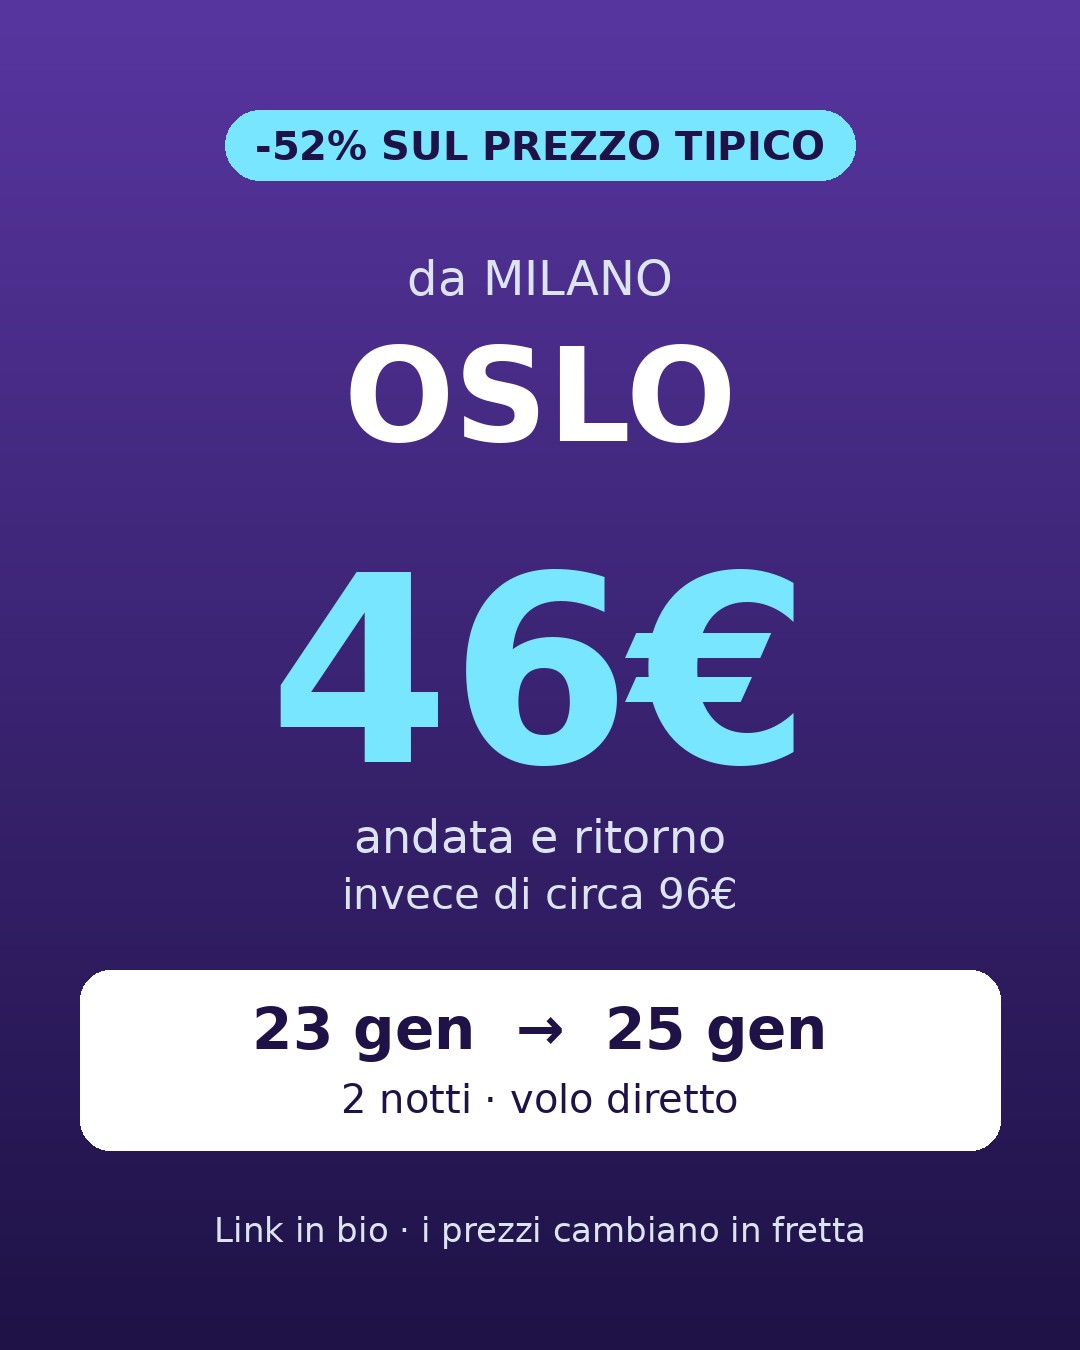 -52% SUL PREZZO TIPICO
da MILANO
OSLO
46€
andata e ritorno
invece di circa 96€
23 gen → 25 gen
2 notti · volo diretto
Link in bio · i prezzi cambiano in fretta